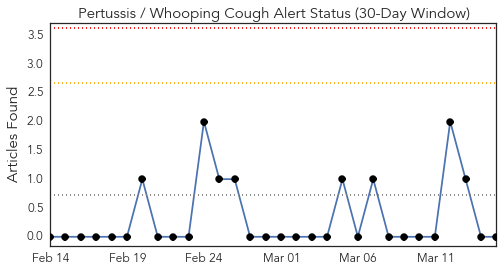 Pertussis / Whooping Cough Alert Status (30-Day Window)
Articles Found
3.5
3.0
2.5
2.0
1.5
1.0
0.5
0.0
Feb 14
Feb 19
Feb 24
Mar 01
Mar 06
Mar 11